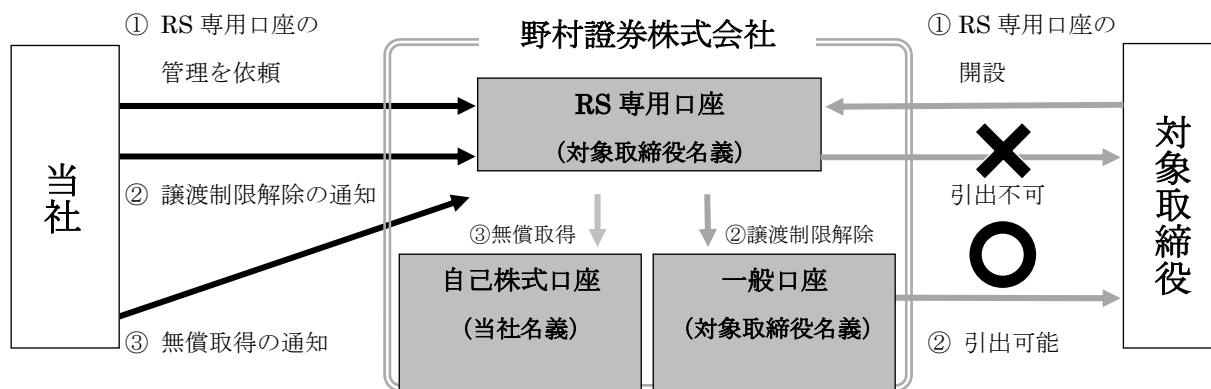 ① RS 専用口座の
管理を依頼
当社
② 譲渡制限解除の通知
③ 無償取得の通知
野村證券株式会社
RS 専用口座
(対象取締役名義)
③無償取得
②譲渡制限解除
自己株式口座
(当社名義)
一般口座
(対象取締役名義)
① RS 専用口座の
開設
引出不可
② 引出可能
対象取締役